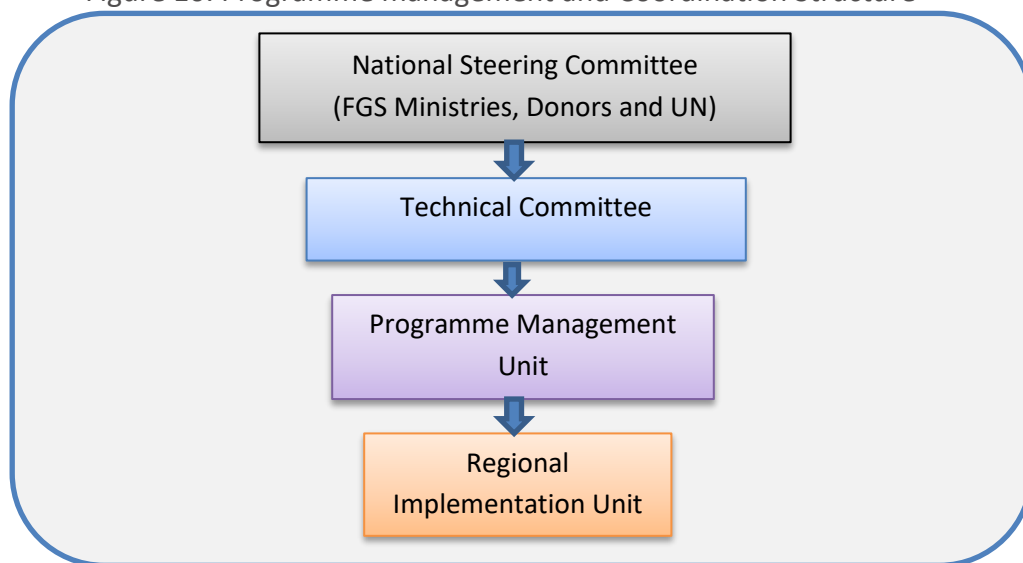 Figure Programme Management and Coordination Structure
National Steering Committee
(FGS Ministries, Donors and UN)
Technical Committee
Programme Management
Unit
Regional
Implementation Unit